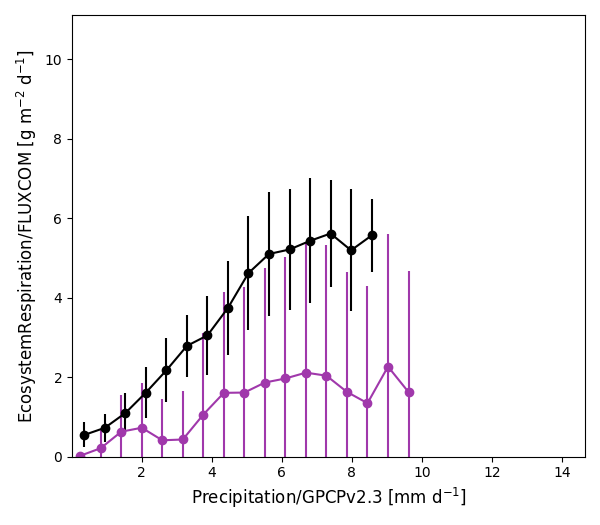 EcosystemRespiration/FLUXCOM [g m⁻² d⁻¹]
10
8
6
4
2
0
2 4 6 8 10 12 14
Precipitation/GPCPv2.3 [mm d⁻¹]